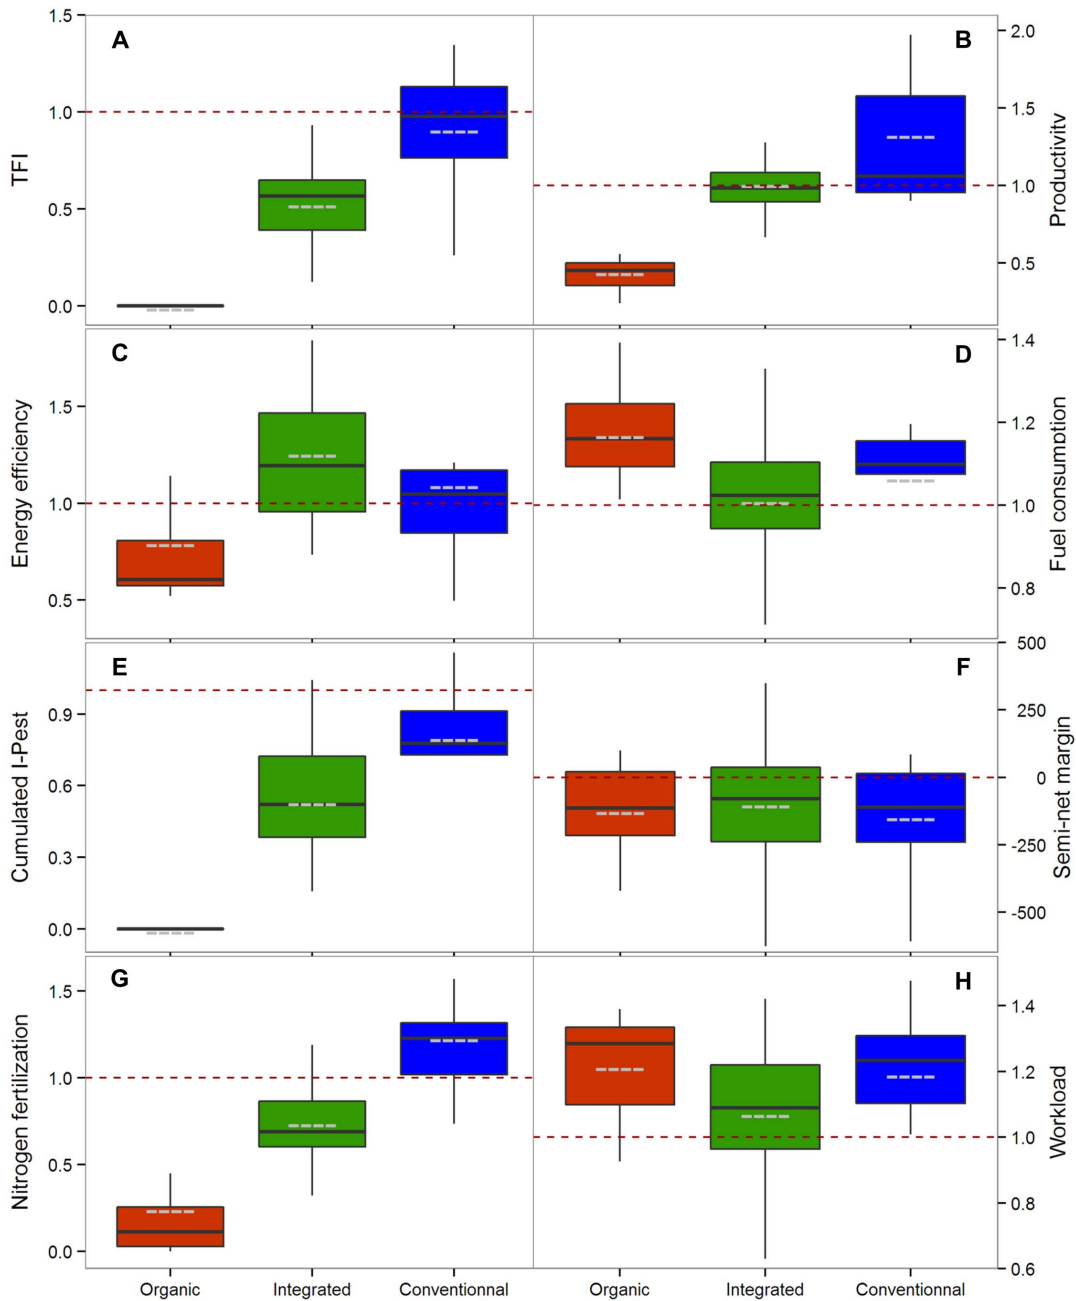 A
B
1.5
1.0
0.5
0.0
TFI
2.0
1.5
1.0
0.5
Productivity
C
D
1.5
1.0
0.5
Energy efficiency
1.4
1.2
1.0
0.8
Fuel consumption
E
F
0.9
0.6
0.3
0.0
Cumulated I-Pest
500
250
0
-250
-500
Semi-net margin
G
H
1.5
1.0
0.5
0.0
Nitrogen fertilization
1.4
1.2
1.0
0.8
0.6
Workload
Organic Integrated Conventionnal Organic Integrated Conventionnal